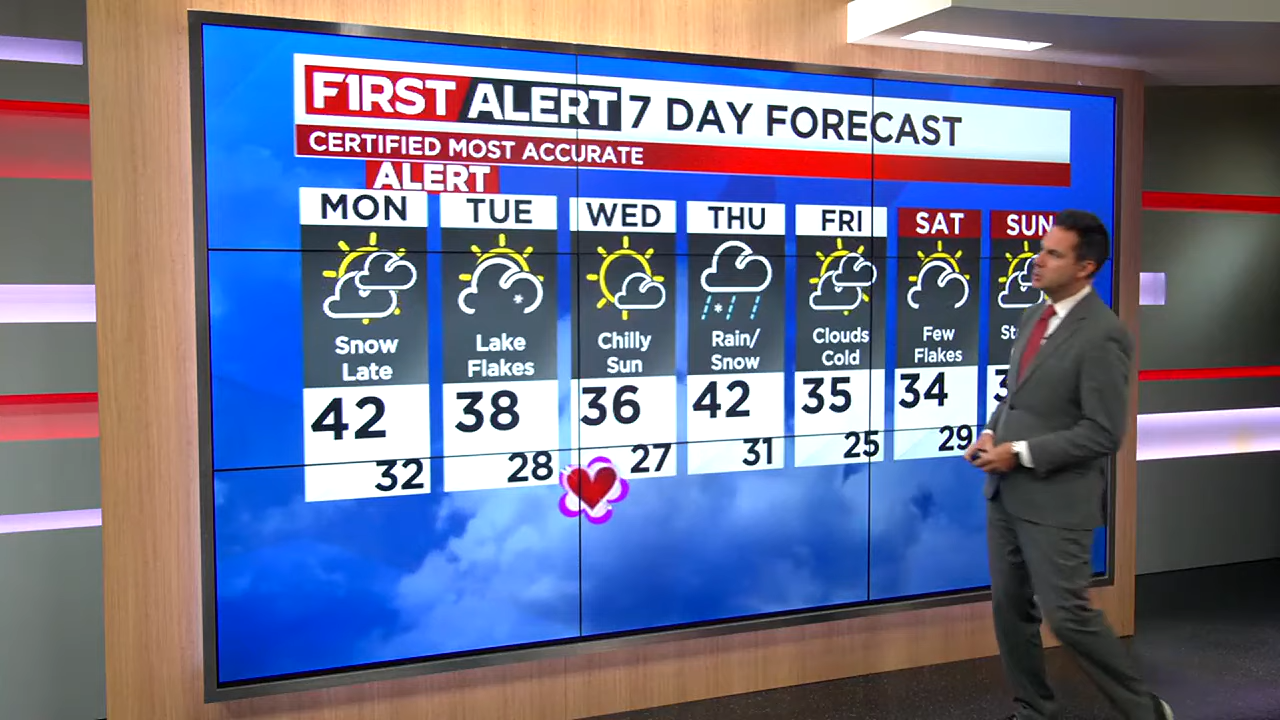 F1RST ALERT 7 DAY FORECAST
CERTIFIED MOST ACCURATE
ALERT
MON TUE WED THU FRI SAT SUN
Snow Late
Lake Flakes
Chilly Sun
Rain/ Snow
Clouds Cold
Few Flakes
42 38 36 42 35 34
32 28 27 31 25 29